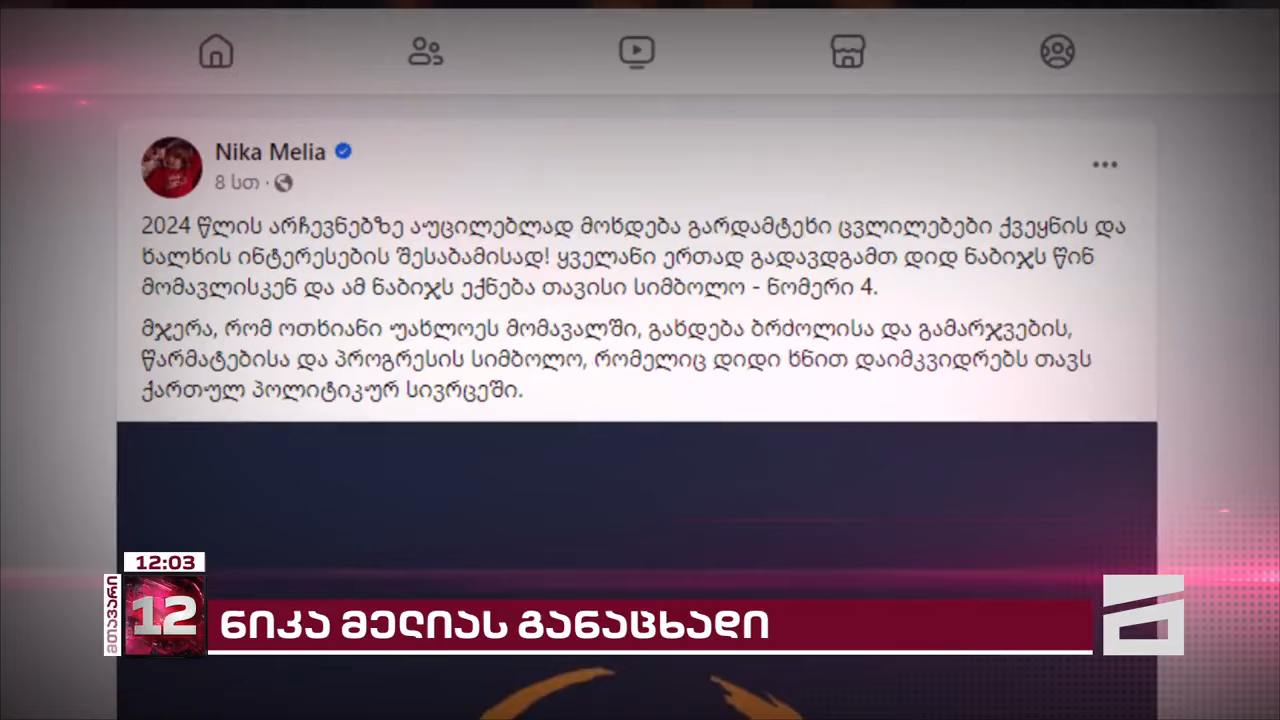 Nika Melia
8 სთ ·
2024 წლის არჩევნებზე აუცილებლად მოხდება გარდამტეხი ცვლილებები ქვეყნის და
ხალხის ინტერესების შესაბამისად! ყველანი ერთად გადავდგამთ დიდ ნაბიჯს წინ
მომავლისკენ და ამ ნაბიჯს ექნება თავისი სიმბოლო - ნომერი 4.
მჯერა, რომ ოთხიანი უახლოეს მომავალში, გახდება ბრძოლისა და გამარჯვების,
წარმატებისა და პროგრესის სიმბოლო, რომელიც დიდი ხნით დაიმკვიდრებს თავს
ქართულ პოლიტიკურ სივრცეში.
12:03
მთავარი
12
ნიკა მელიას განაცხადი